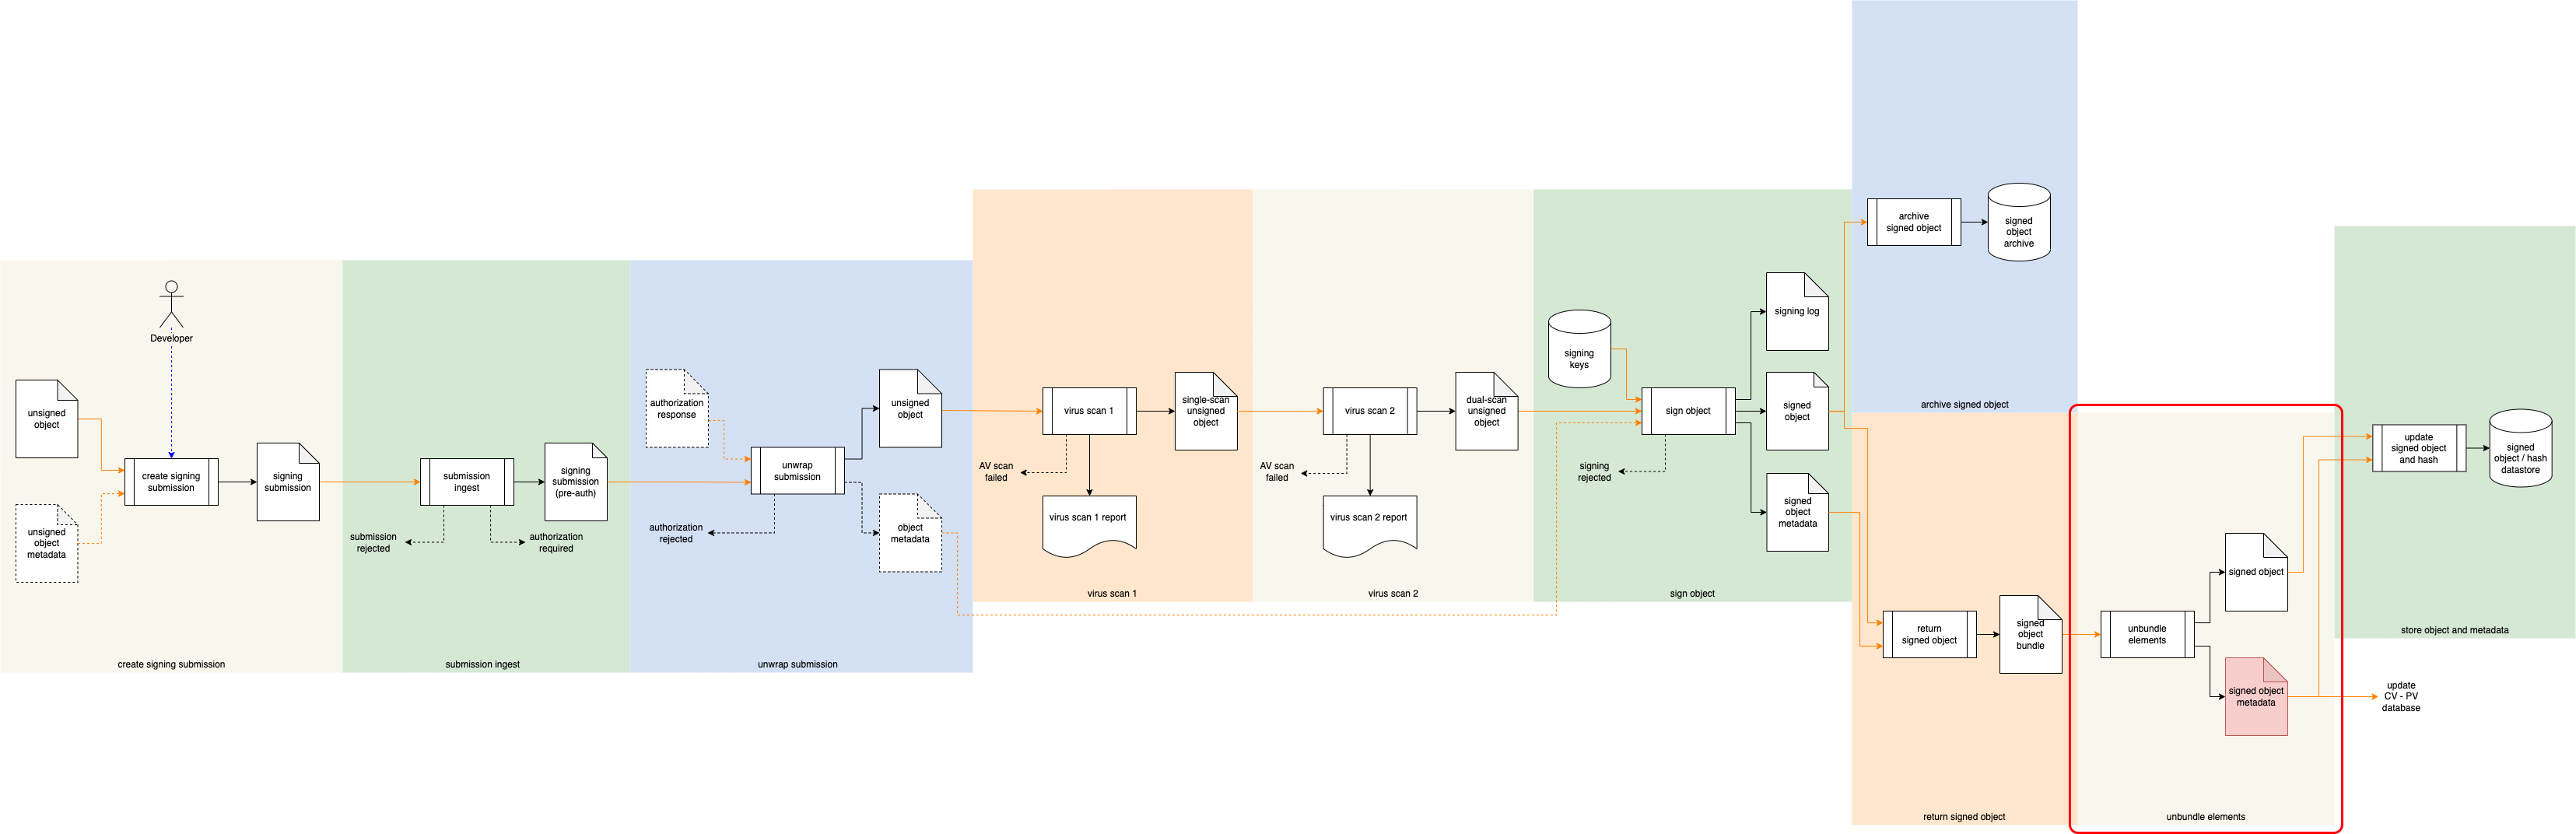 Developer
unsigned
object
unsigned
object
metadata
create signing
submission
signing
submission
create signing submission
submission
ingest
signing
submission
(pre-auth)
submission
rejected
authorization
required
submission ingest
authorization
response
unwrap
submission
unsigned
object
object
metadata
authorization
rejected
unwrap submission
virus scan 1
single-scan
unsigned
object
AV scan
failed
virus scan 1 report
virus scan 1
virus scan 2
dual-scan
unsigned
object
AV scan
failed
virus scan 2 report
virus scan 2
signing
keys
sign object
signing log
signed
object
signed
object
metadata
signing
rejected
sign object
archive
signed object
signed
object
archive
archive signed object
return
signed object
signed
object
bundle
return signed object
unbundle
elements
signed object
signed object
metadata
unbundle elements
update
signed object
and hash
signed
object / hash
datastore
store object and metadata
update
CV - PV
database